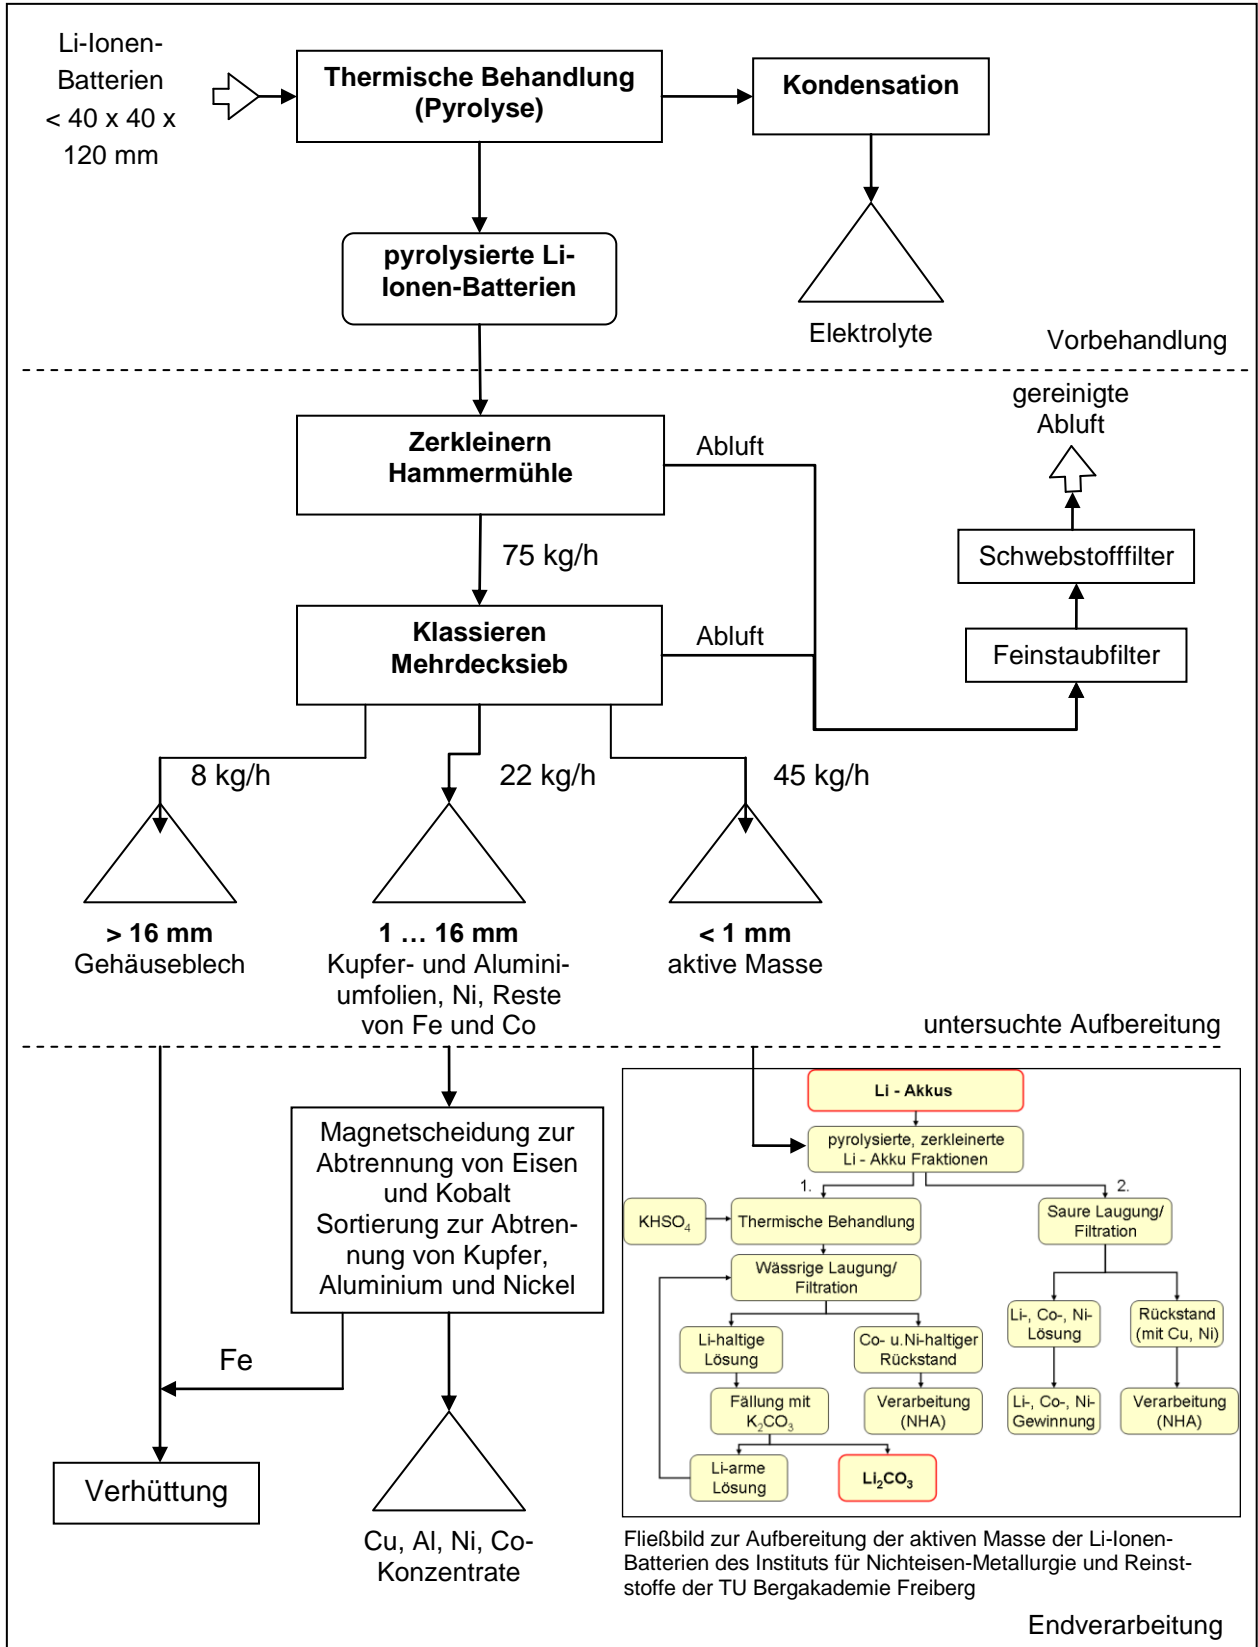 Li-Ionen-
Batterien
< 40 x 40 x
120 mm
Thermische Behandlung
(Pyrolyse)
Kondensation
pyrolysierte Li-
Ionen-Batterien
Elektrolyte
Vorbehandlung
Zerkleinern
Hammermühle
Abluft
gereinigte
Abluft
75 kg/h
Schwebstofffilter
Klassieren
Mehrdecksieb
Abluft
Feinstaubfilter
8 kg/h
22 kg/h
45 kg/h
> 16 mm
Gehäuseblech
1 … 16 mm
Kupfer- und Alumini-
umfolien, Ni, Reste
von Fe und Co
< 1 mm
aktive Masse
untersuchte Aufbereitung
Magnetscheidung zur
Abtrennung von Eisen
und Kobalt
Sortierung zur Abtren-
nung von Kupfer,
Aluminium und Nickel
Fe
Verhüttung
Cu, Al, Ni, Co-
Konzentrate
Li - Akkus
pyrolysierte, zerkleinerte
Li - Akku Fraktionen
1.
2.
KHSO4
Thermische Behandlung
Saure Laugung/
Filtration
Wässrige Laugung/
Filtration
Li-haltige
Lösung
Co- u.Ni-haltiger
Rückstand
Li-, Co-, Ni-
Lösung
Rückstand
(mit Cu, Ni)
Fällung mit
K2CO3
Verarbeitung
(NHA)
Li-, Co-, Ni-
Gewinnung
Verarbeitung
(NHA)
Li-arme
Lösung
Li2CO3
Fließbild zur Aufbereitung der aktiven Masse der Li-Ionen-
Batterien des Instituts für Nichteisen-Metallurgie und Reinst-
stoffe der TU Bergakademie Freiberg
Endverarbeitung